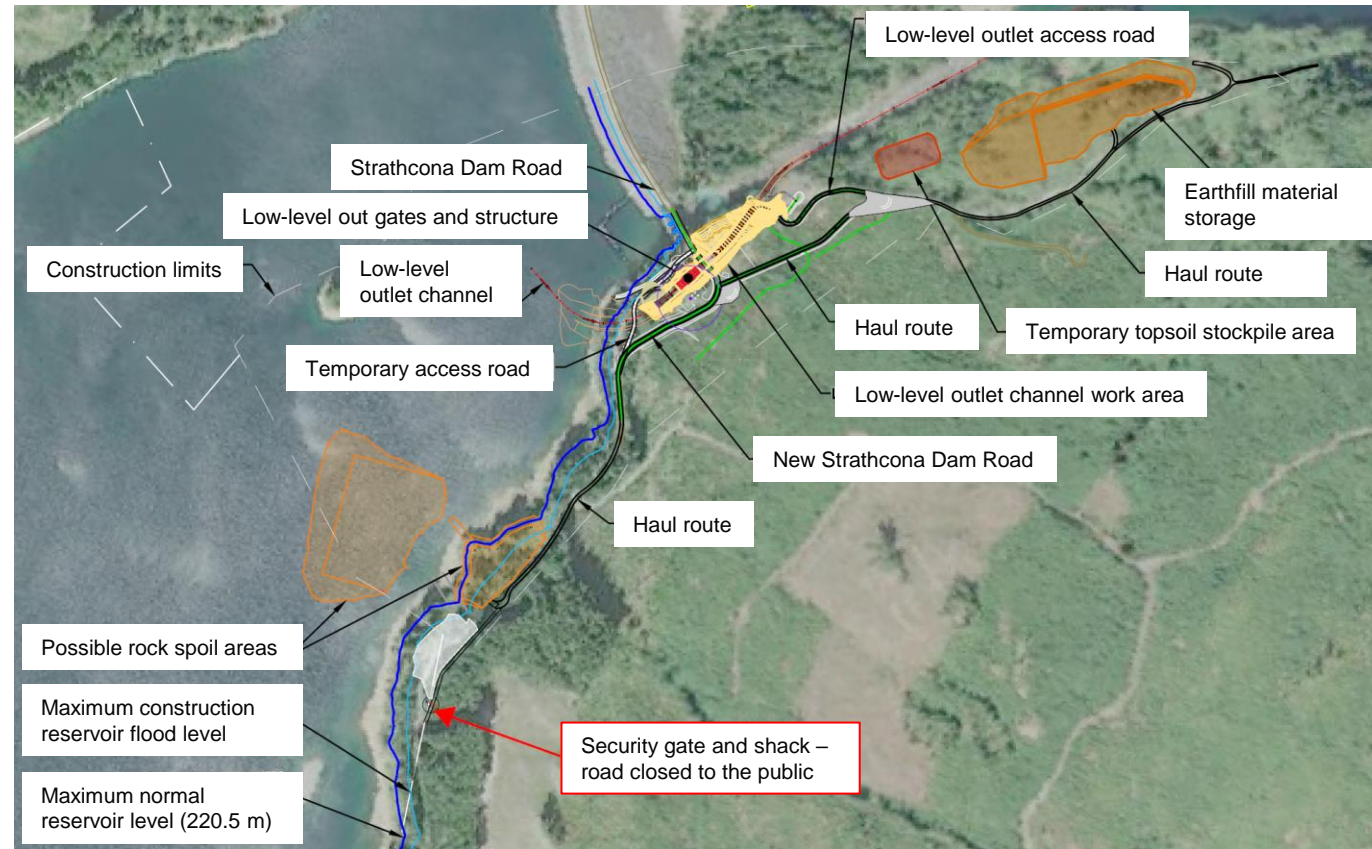 Low-level outlet access road
Strathcona Dam Road
Low-level out gates and structure
Earthfill material
storage
Construction limits
Low-level
outlet channel
Haul route
Haul route
Temporary topsoil stockpile area
Temporary access road
Low-level outlet channel work area
New Strathcona Dam Road
Haul route
Possible rock spoil areas
Maximum construction
reservoir flood level
Security gate and shack –
road closed to the public
Maximum normal
reservoir level (220.5 m)